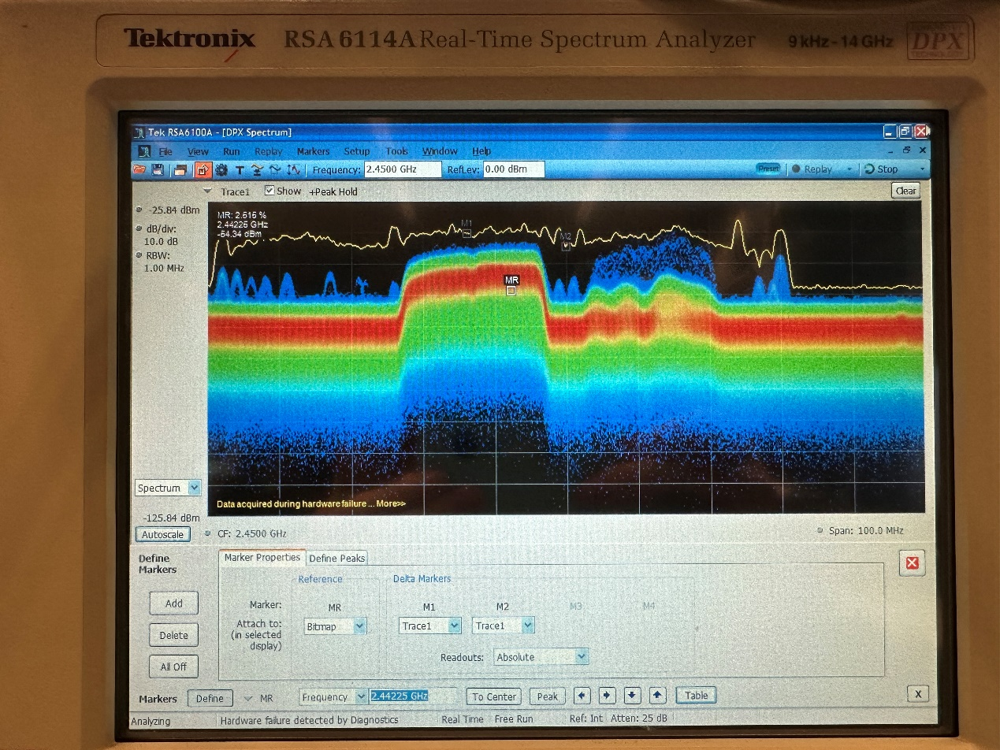 Tektronix RSA 6114A Real-Time Spectrum Analyzer 9 kHz - 14 GHz DPX
Tek RSA6100A - [DPX Spectrum]
File View Run Replay Markers Setup Tools Window Help
T Frequency: 2.4500 GHz RefLev: 0.00 dBm Preset Replay Stop
Trace1 Show +Peak Hold Clear
-25.84 dBm
dB/div:
10.0 dB
RBW:
1.00 MHz
MR: 2.515 %
2.44225 GHz
-54.34 dBm
M1
M2
MR
Spectrum
Data acquired during hardware failure ... More>>
-125.84 dBm
Autoscale CF: 2.4500 GHz Span: 100.0 MHz
Define
Markers
Marker Properties Define Peaks
Reference Delta Markers
Add
Delete
All Off
Marker: MR M1 M2 M3 M4
Attach to:
(in selected
display)
Bitmap Trace1 Trace1
Readouts: Absolute
Markers Define MR Frequency 2.44225 GHz To Center Peak Table X
Analyzing Hardware failure detected by Diagnostics Real Time Free Run Ref: Int Atten: 25 dB